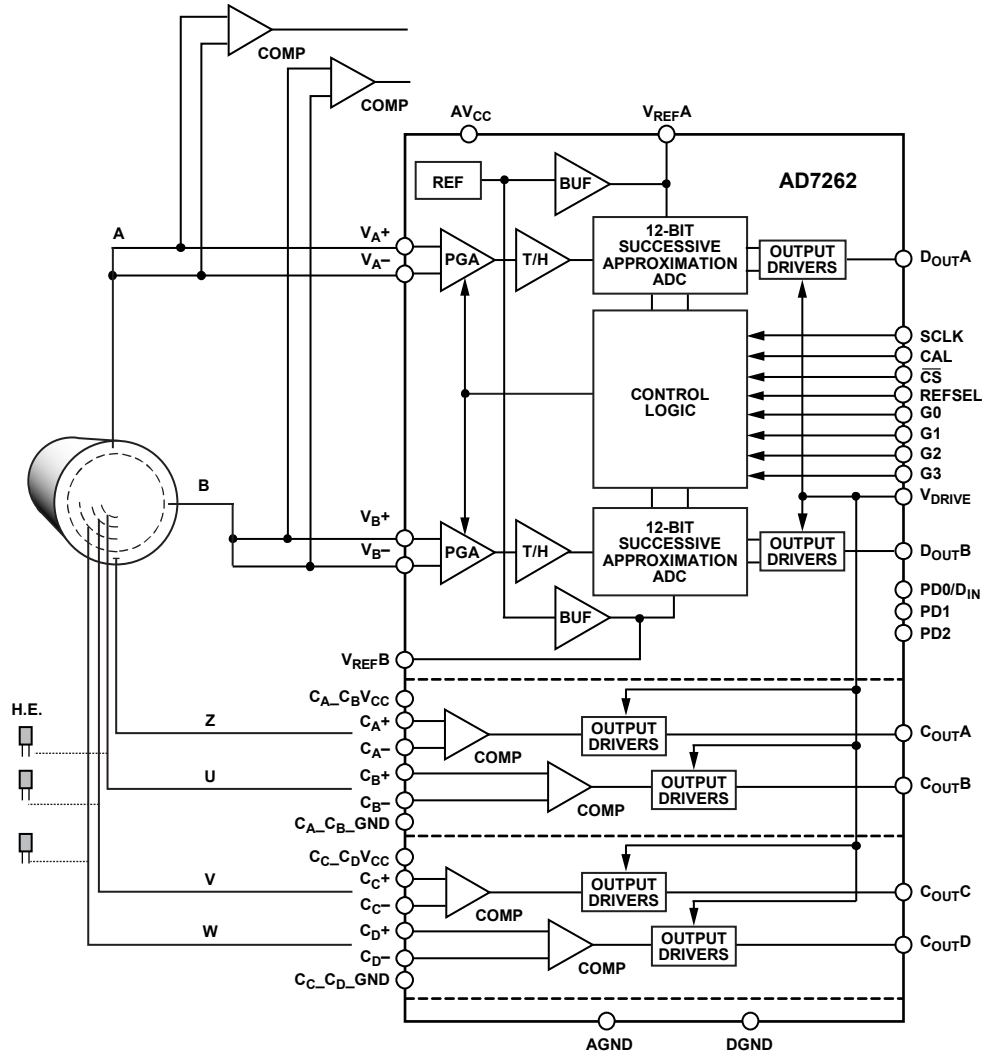 COMP
COMP
AVCC
VREFA
REF
BUF
AD7262
A
VA+
VA−
PGA
T/H
12-BIT
SUCCESSIVE
APPROXIMATION
ADC
OUTPUT
DRIVERS
DOUTA
CONTROL
LOGIC
SCLK
CAL
CS
REFSEL
G0
G1
G2
G3
VDRIVE
B
VB+
VB−
PGA
T/H
12-BIT
SUCCESSIVE
APPROXIMATION
ADC
OUTPUT
DRIVERS
DOUTB
PD0/DIN
PD1
PD2
BUF
VREFB
CA_CBVCC
H.E.
Z
CA+
CA−
COMP
OUTPUT
DRIVERS
COUTA
U
CB+
CB−
COMP
OUTPUT
DRIVERS
COUTB
CA_CB_GND
CC_CDVCC
V
CC+
CC−
COMP
OUTPUT
DRIVERS
COUTC
W
CD+
CD−
COMP
OUTPUT
DRIVERS
COUTD
CC_CD_GND
AGND
DGND